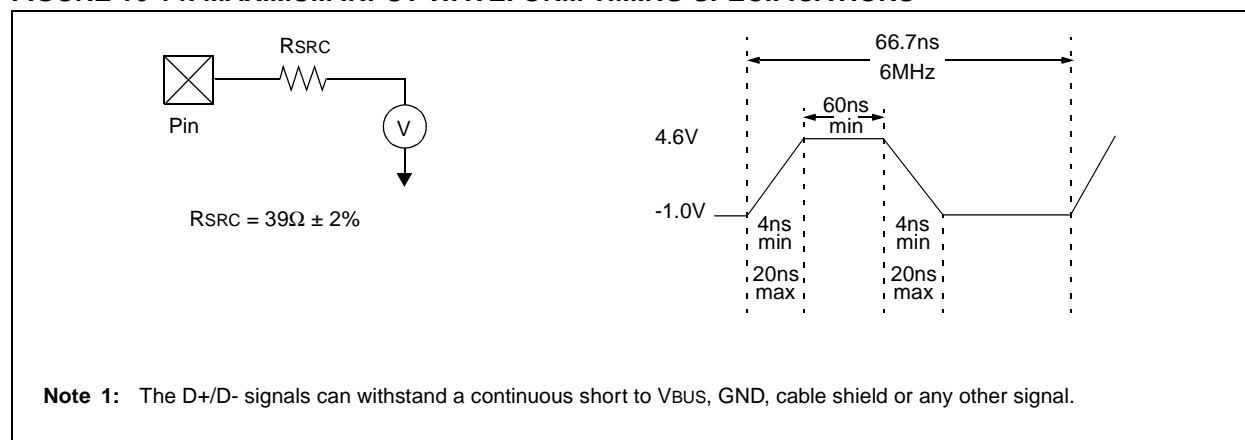 RSRC
Pin
V
RSRC = 39Ω ± 2%
66.7ns
6MHz
60ns
min
4.6V
-1.0V
4ns
min
20ns
max
4ns
min
20ns
max
Note 1: The D+/D- signals can withstand a continuous short to VBUS, GND, cable shield or any other signal.